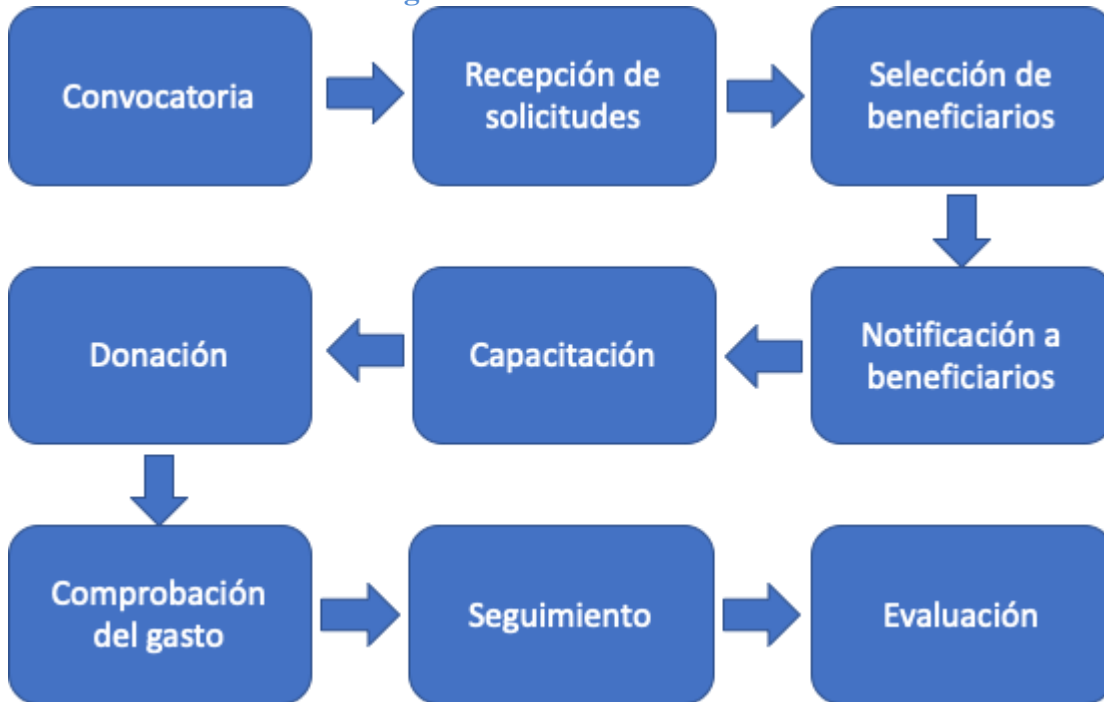 Convocatoria
Recepción de
solicitudes
Selección de
beneficiarios
Notificación a
beneficiarios
Capacitación
Donación
Comprobación
del gasto
Seguimiento
Evaluación